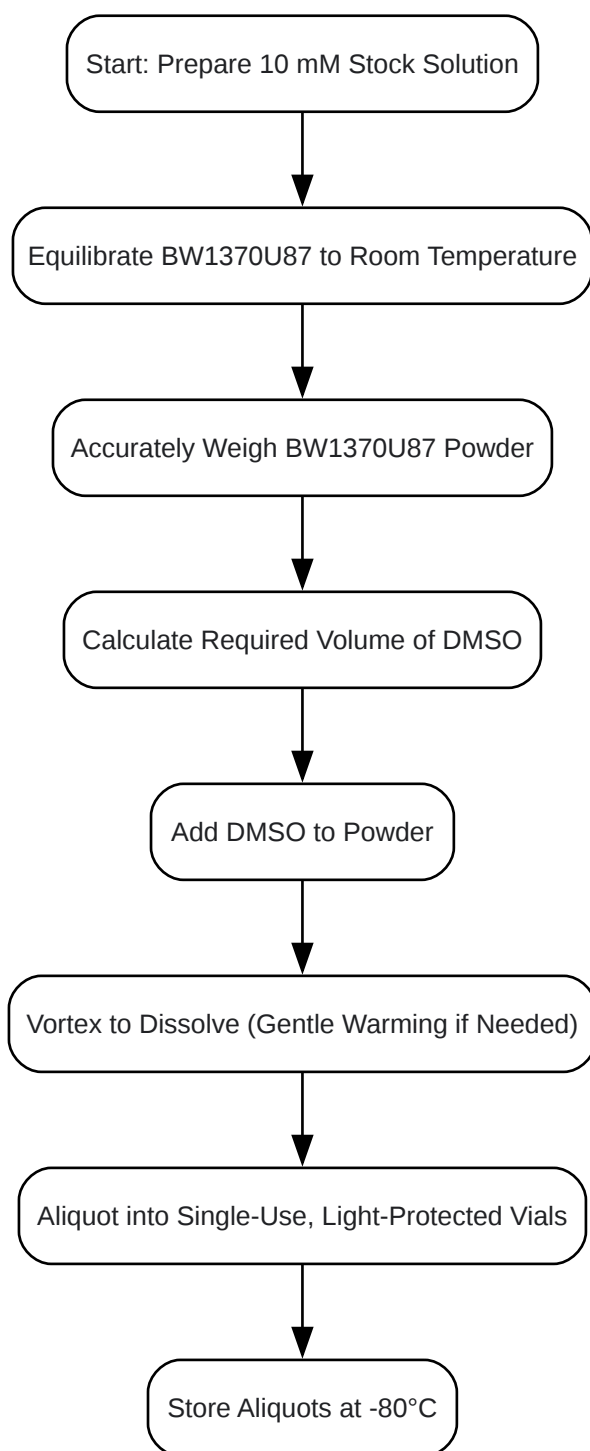 Start: Prepare 10 mM Stock Solution
Equilibrate BW1370U87 to Room Temperature
Accurately Weigh BW1370U87 Powder
Calculate Required Volume of DMSO
Add DMSO to Powder
Vortex to Dissolve (Gentle Warming if Needed)
Aliquot into Single-Use, Light-Protected Vials
Store Aliquots at -80°C